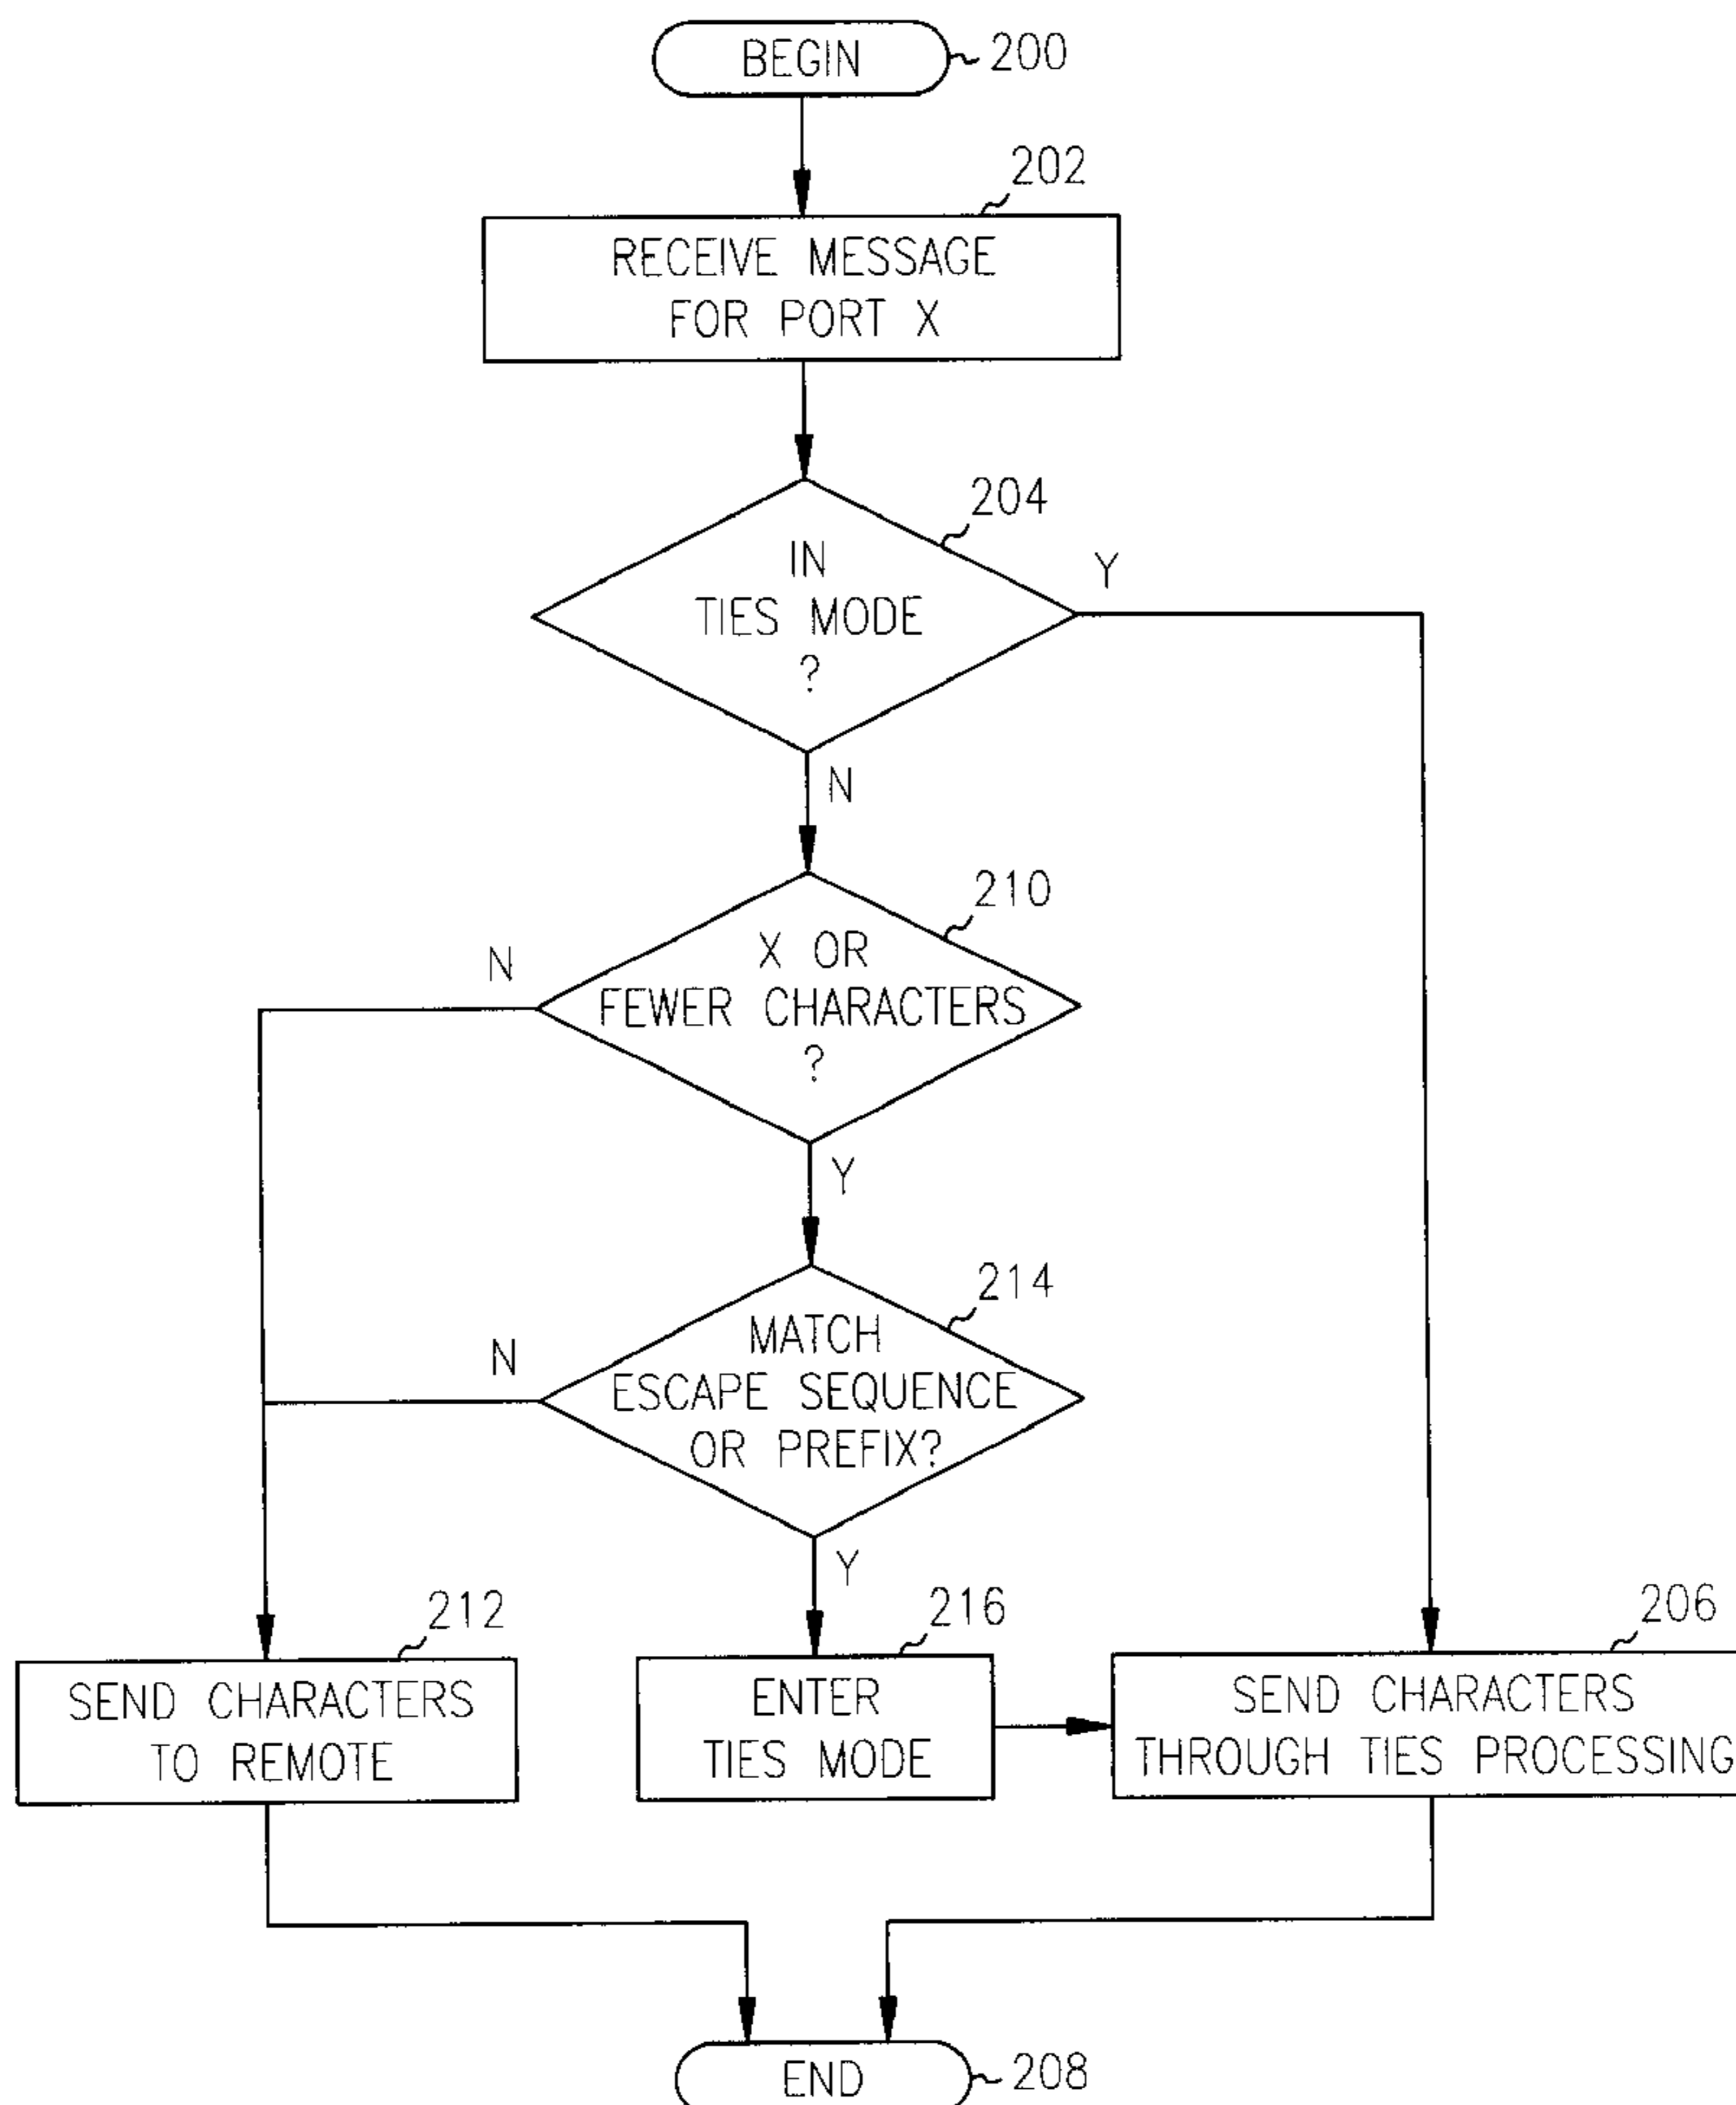 BEGIN
200
202
RECEIVE MESSAGE
FOR PORT X
204
IN
TIES MODE
?
Y
N
210
X OR
FEWER CHARACTERS
?
N
Y
214
MATCH
ESCAPE SEQUENCE
OR PREFIX?
N
Y
212
SEND CHARACTERS
TO REMOTE
216
ENTER
TIES MODE
206
SEND CHARACTERS
THROUGH TIES PROCESSING
END
208